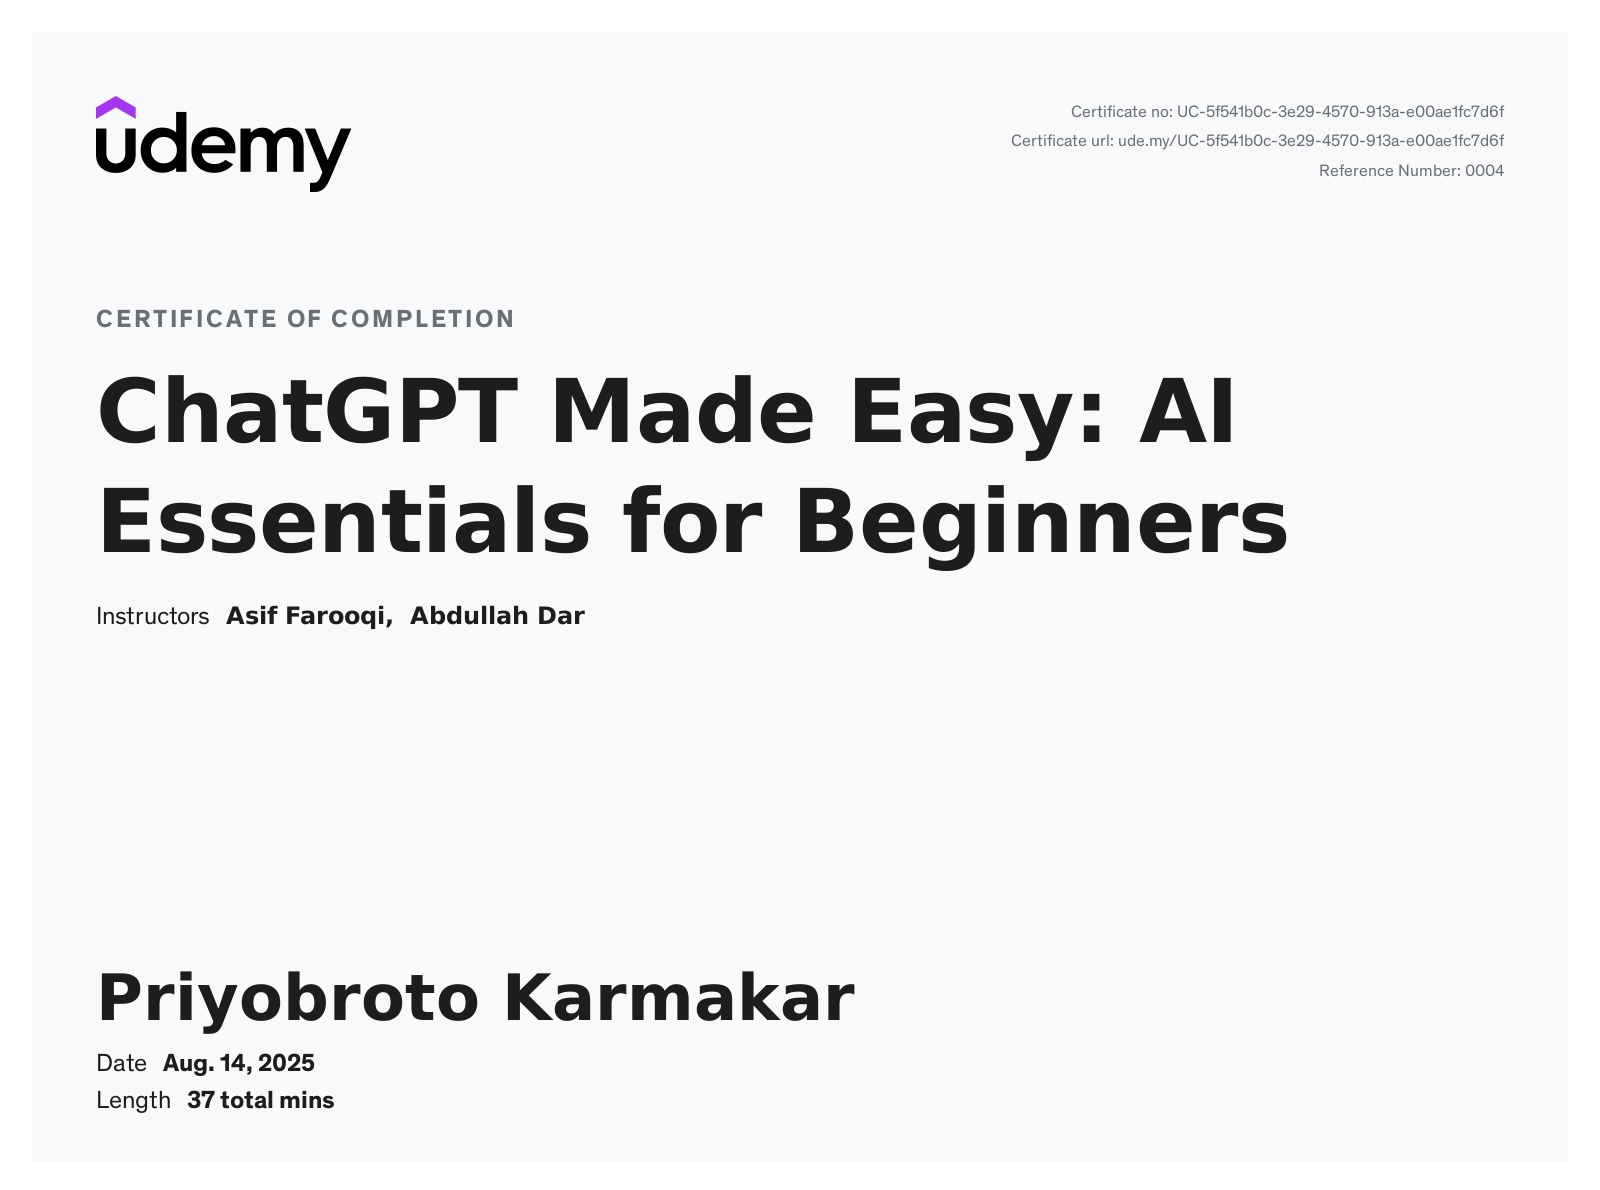 udemy
Certificate no: UC-5f541b0c-3e29-4570-913a-e00ae1fc7d6f
Certificate url: ude.my/UC-5f541b0c-3e29-4570-913a-e00ae1fc7d6f
Reference Number: 0004
CERTIFICATE OF COMPLETION
ChatGPT Made Easy: AI
Essentials for Beginners
Instructors Asif Farooqi, Abdullah Dar
Priyobroto Karmakar
Date Aug. 14, 2025
Length 37 total mins